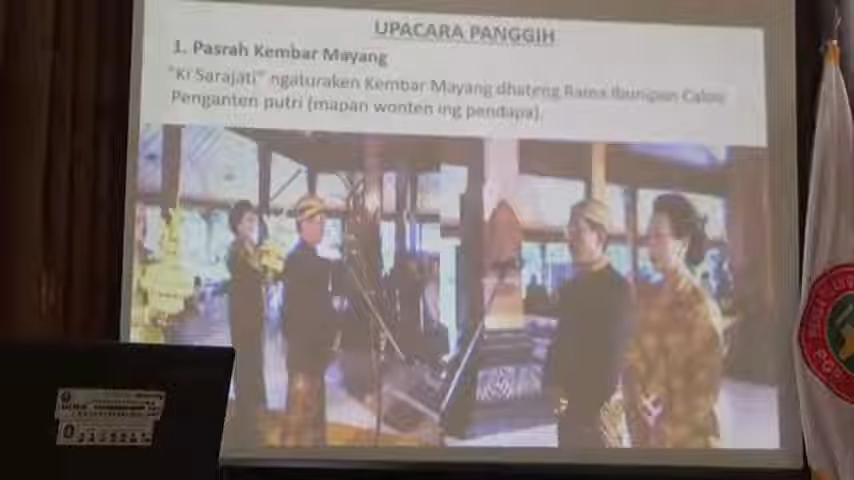 UPACARA PANGGIH
1. Pasrah Kembar Mayang
"Ki Sarajati" ngaturaken Kembar Mayang dhateng Rama Ibunipun Calon
Penganten putri (mapan wonten ing pendapa).